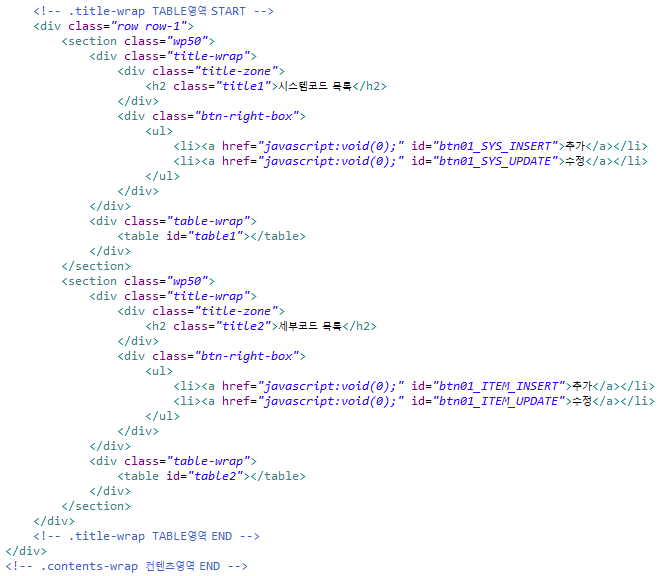 <!-- .title-wrap TABLE영역 START -->
<div class="row row-1">
<section class="wp50">
<div class="title-wrap">
<div class="title-zone">
<h2 class="title1">시스템코드 목록</h2>
</div>
<div class="btn-right-box">
<ul>
<li><a href="javascript:void(0);" id="btn01_SYS_INSERT">추가</a></li>
<li><a href="javascript:void(0);" id="btn01_SYS_UPDATE">수정</a></li>
</ul>
</div>
</div>
<div class="table-wrap">
<table id="table1"></table>
</div>
</section>
<section class="wp50">
<div class="title-wrap">
<div class="title-zone">
<h2 class="title2">세부코드 목록</h2>
</div>
<div class="btn-right-box">
<ul>
<li><a href="javascript:void(0);" id="btn01_ITEM_INSERT">추가</a></li>
<li><a href="javascript:void(0);" id="btn01_ITEM_UPDATE">수정</a></li>
</ul>
</div>
</div>
<div class="table-wrap">
<table id="table2"></table>
</div>
</section>
</div>
<!-- .title-wrap TABLE영역 END -->
</div>
<!-- .contents-wrap 컨텐츠영역 END -->